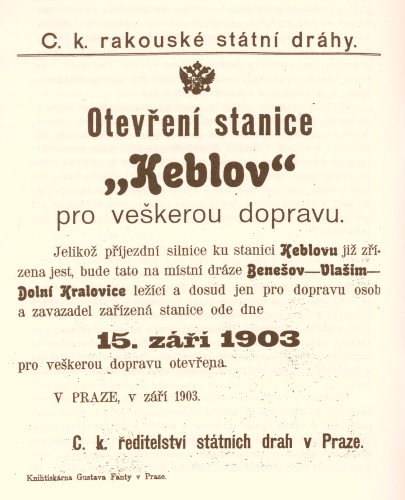 C. k. rakouské státní dráhy.
Otevření stanice
„Keblov“
pro veškerou dopravu.
Jelikož příjezdní silnice ku stanici Keblovu již zří-
zena jest, bude tato na místní dráze Benešov—Vlašim—
Dolní Kralovice ležící a dosud jen pro dopravu osob
a zavazadel zařízená stanice ode dne
15. září 1903
pro veškerou dopravu otevřena.
V PRAZE, v září 1903.
C. k. ředitelství státních drah v Praze.
Knihtiskárna Gustava Fanty v Praze.